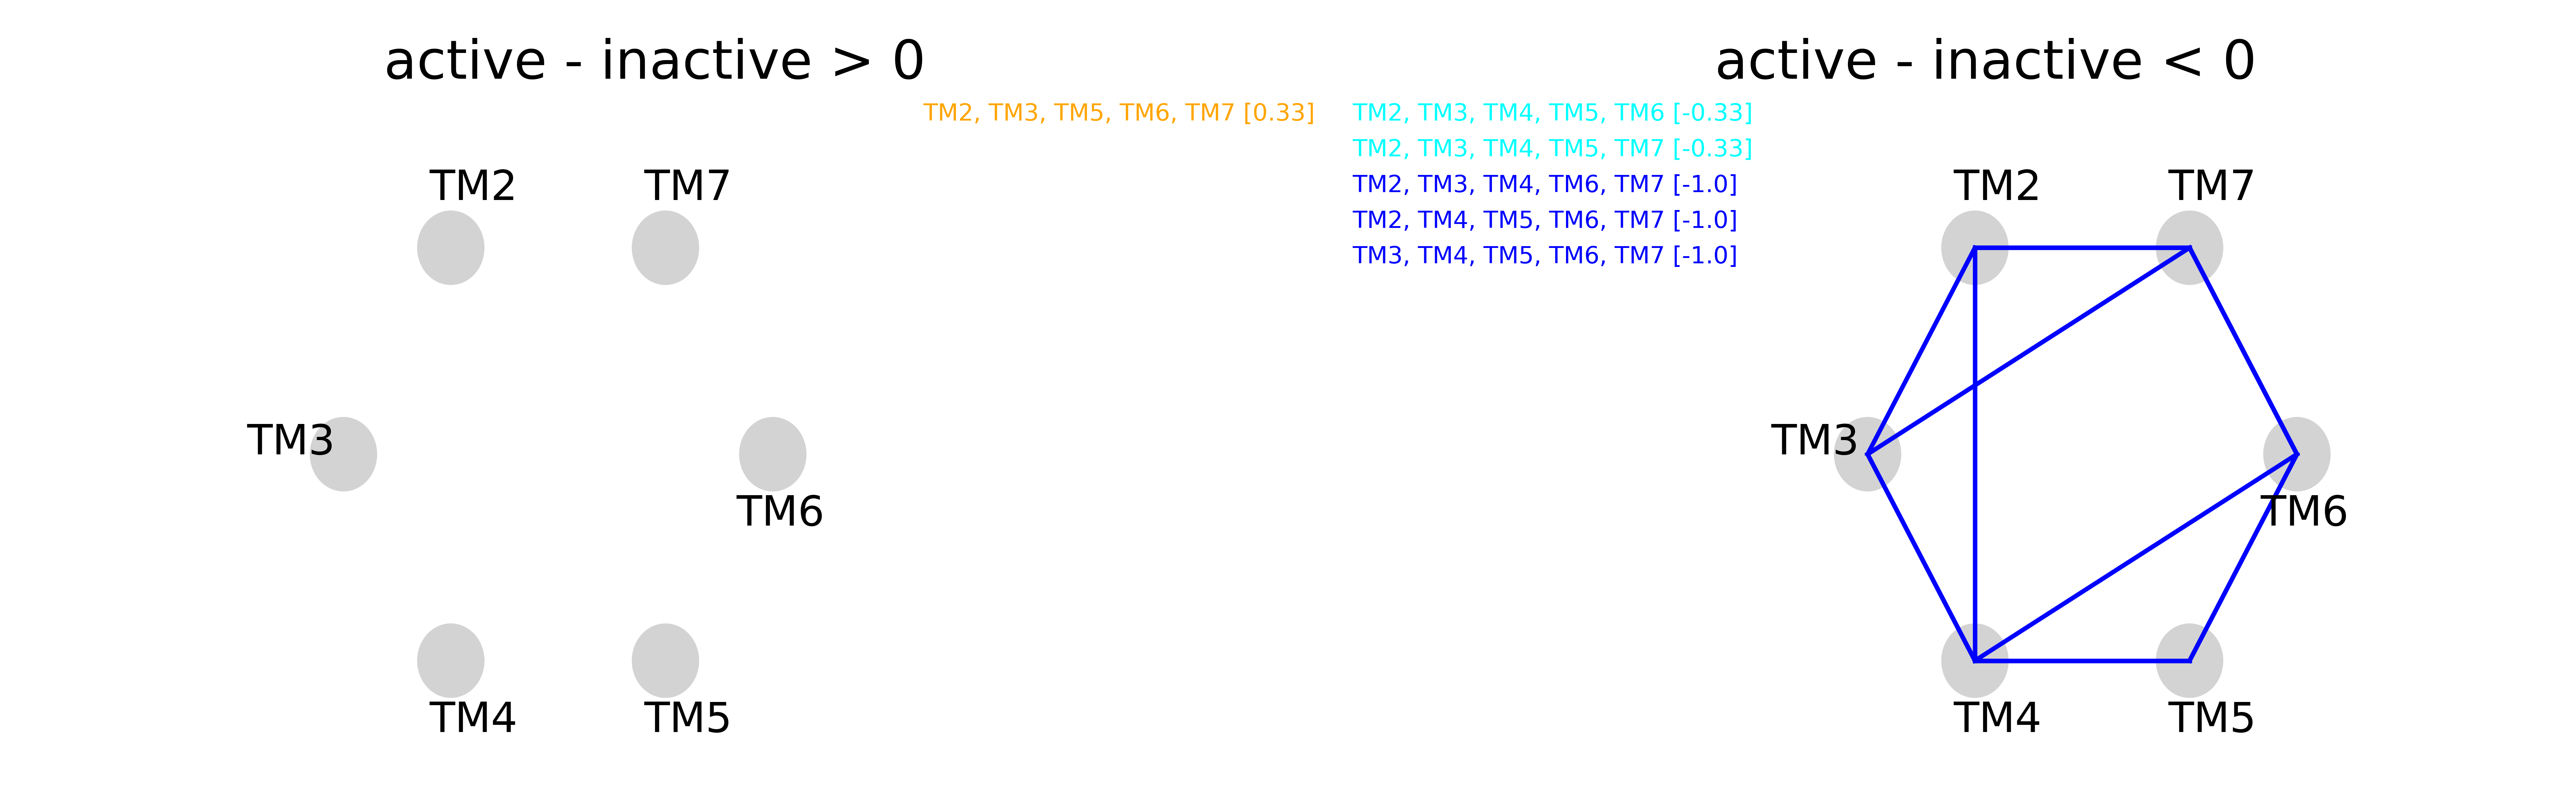 active - inactive > 0
TM2, TM3, TM5, TM6, TM7 [0.33]
TM2
TM7
TM3
TM6
TM4
TM5
active - inactive < 0
TM2, TM3, TM4, TM5, TM6 [-0.33]
TM2, TM3, TM4, TM5, TM7 [-0.33]
TM2, TM3, TM4, TM6, TM7 [-1.0]
TM2, TM4, TM5, TM6, TM7 [-1.0]
TM3, TM4, TM5, TM6, TM7 [-1.0]
TM2
TM7
TM3
TM6
TM4
TM5